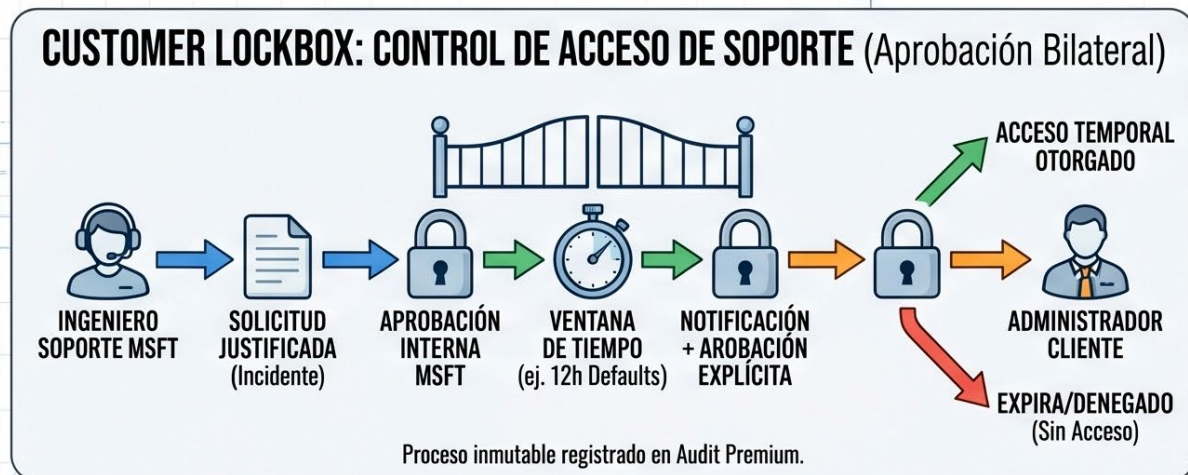 CUSTOMER LOCKBOX: CONTROL DE ACCESO DE SOPORTE (Aprobación Bilateral)
INGENIERO
SOPORTE MSFT
SOLICITUD
JUSTIFICADA
(Incidente)
APROBACIÓN
INTERNA
MSFT
VENTANA
DE TIEMPO
(ej. 12h Defaults)
NOTIFICACIÓN
+ AROBACIÓN
EXPLÍCITA
ACCESO TEMPORAL
OTORGADO
ADMINISTRADOR
CLIENTE
EXPIRA/DENEGADO
(Sin Acceso)
Proceso inmutable registrado en Audit Premium.